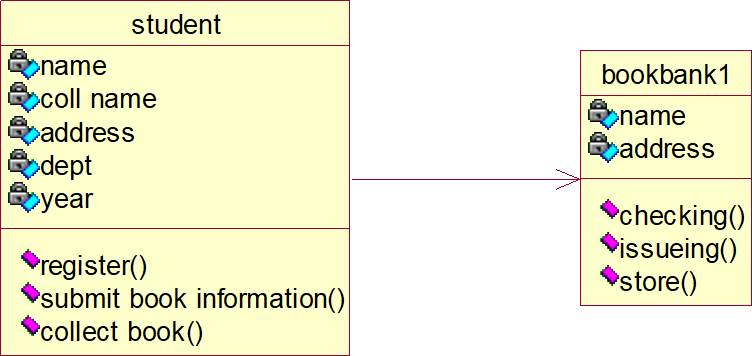 student
name
coll name
address
dept
year
register()
submit book information()
collect book()
bookbank1
name
address
checking()
issueing()
store()